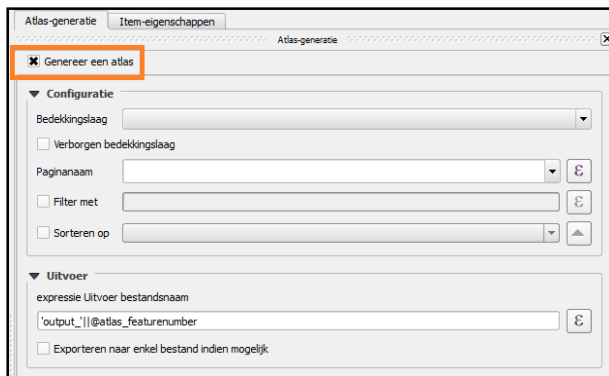 Atlas-generatie Item-eigenschappen
Atlas-generatie
Genereer een atlas
Configuratie
Bedekkingslaag
Verborgen bedekkingslaag
Paginanaam ε
Filter met ε
Sorteren op
Uitvoer
expressie Uitvoer bestandsnaam
'output_'||@atlas_featurenumber ε
Exporteren naar enkel bestand indien mogelijk